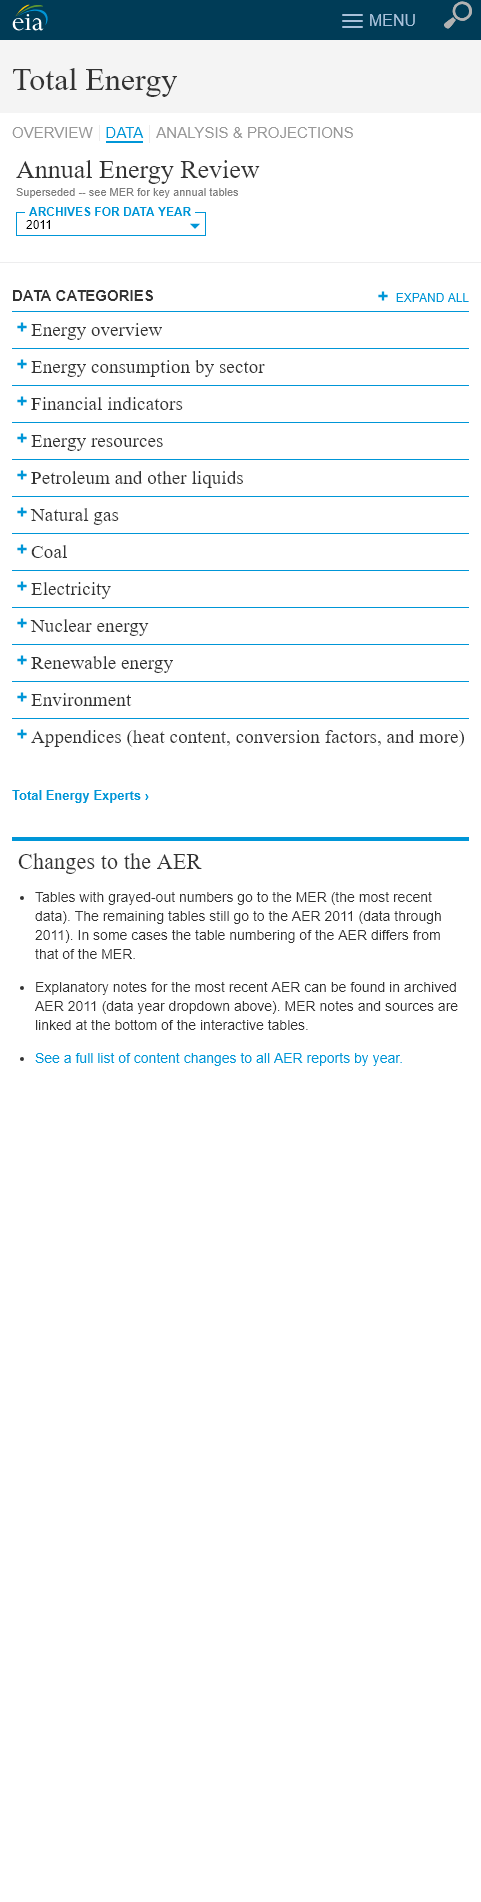 eia
MENU
Total Energy
OVERVIEW DATA ANALYSIS & PROJECTIONS
Annual Energy Review
Superseded -- see MER for key annual tables
ARCHIVES FOR DATA YEAR
2011
DATA CATEGORIES
+ EXPAND ALL
+ Energy overview
+ Energy consumption by sector
+ Financial indicators
+ Energy resources
+ Petroleum and other liquids
+ Natural gas
+ Coal
+ Electricity
+ Nuclear energy
+ Renewable energy
+ Environment
+ Appendices (heat content, conversion factors, and more)
Total Energy Experts ›
Changes to the AER
• Tables with grayed-out numbers go to the MER (the most recent
data). The remaining tables still go to the AER 2011 (data through
2011). In some cases the table numbering of the AER differs from
that of the MER.
• Explanatory notes for the most recent AER can be found in archived
AER 2011 (data year dropdown above). MER notes and sources are
linked at the bottom of the interactive tables.
• See a full list of content changes to all AER reports by year.